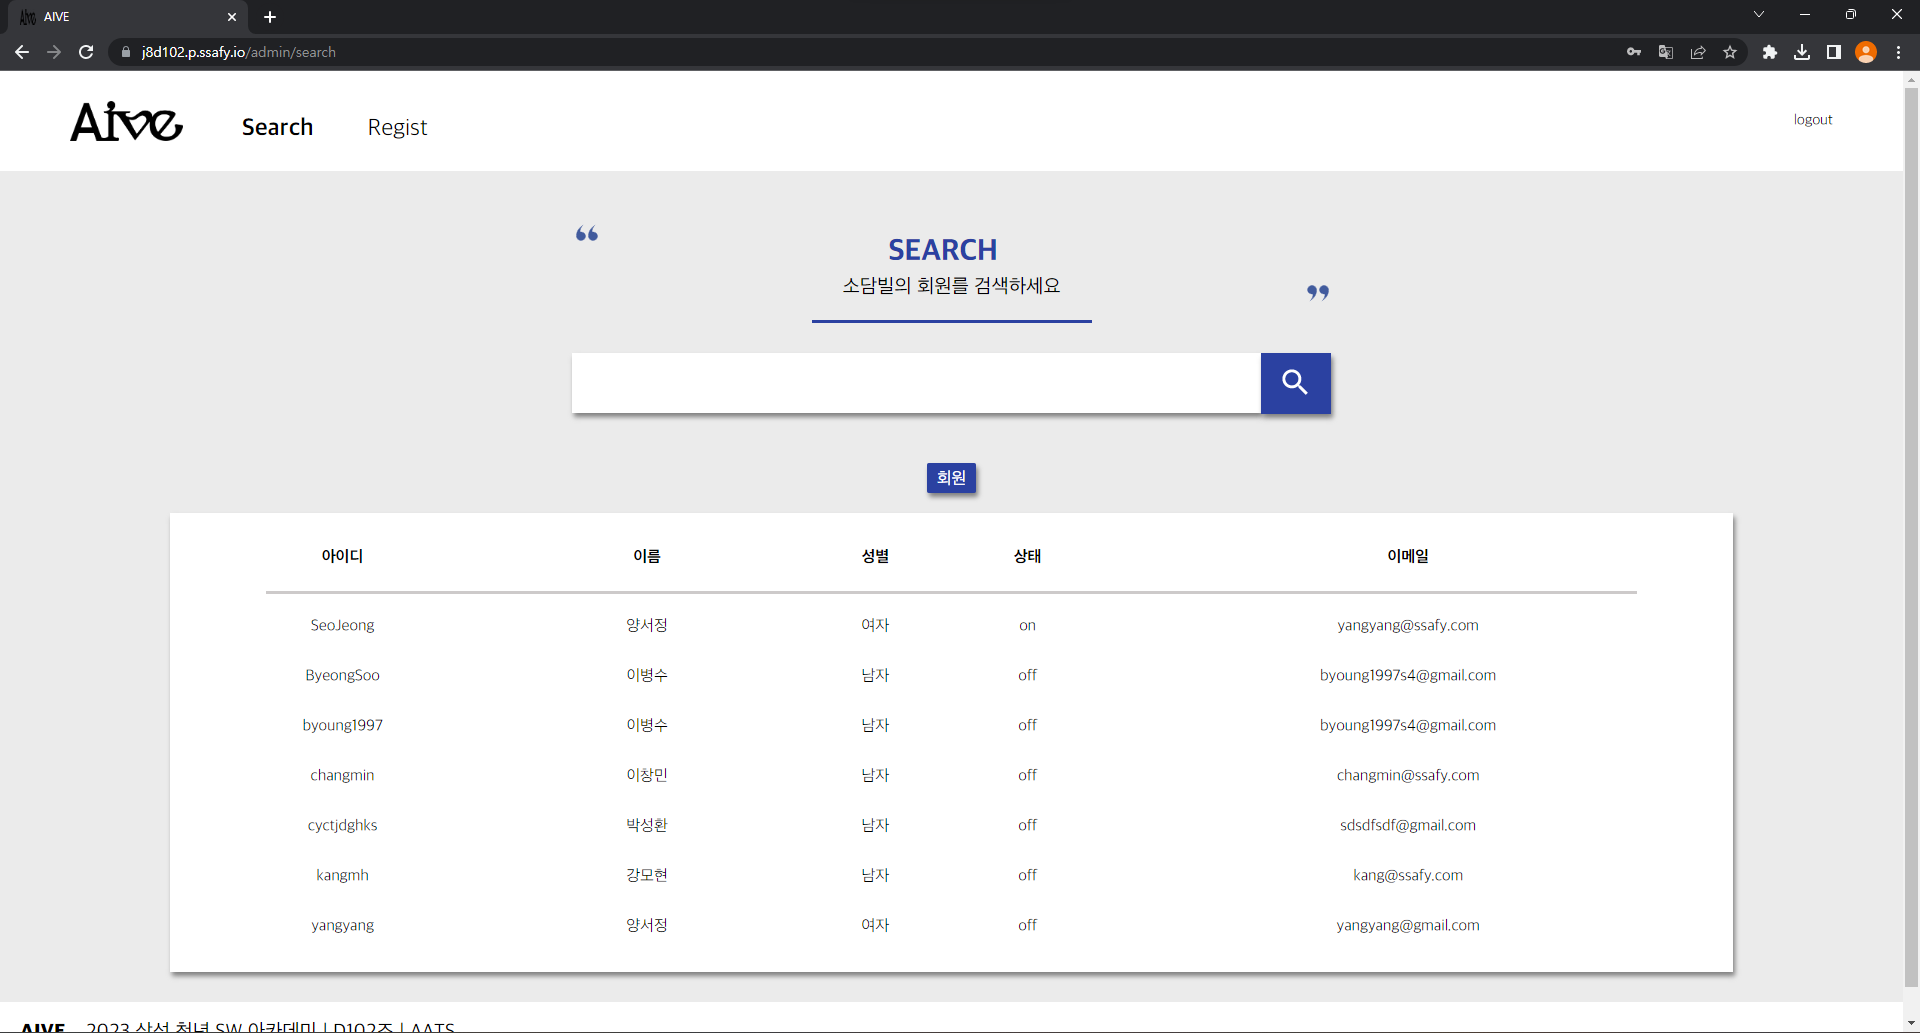 AIVE
j8d102.p.ssafy.io/admin/search
Aive Search Regist logout
“
SEARCH
소담빌의 회원를 검색하세요
”
회원
아이디 이름 성별 상태 이메일
SeoJeong 양서정 여자 on yangyang@ssafy.com
ByeongSoo 이병수 남자 off byoung1997s4@gmail.com
byoung1997 이병수 남자 off byoung1997s4@gmail.com
changmin 이창민 남자 off changmin@ssafy.com
cyctjdghks 박성환 남자 off sdsdfsdf@gmail.com
kangmh 강모현 남자 off kang@ssafy.com
yangyang 양서정 여자 off yangyang@gmail.com
AIVE 2023 삼성 청년 SW 아카데미 | D102조 | AATS